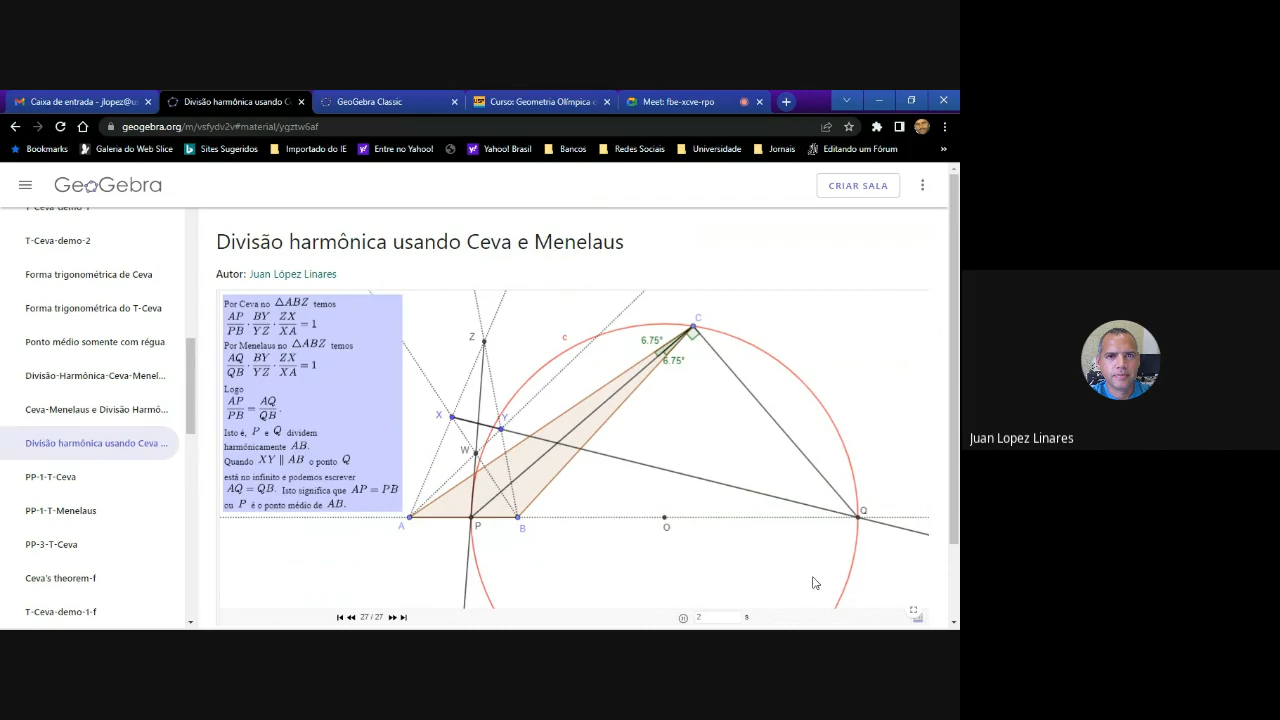 Caixa de entrada - jlopez@u
Divisão harmônica usando C
GeoGebra Classic
Curso: Geometria Olímpica c
Meet: fbe-xcve-rpo
geogebra.org/m/vsfydv2v#material/ygztw6af
Bookmarks
Galeria do Web Slice
Sites Sugeridos
Importado do IE
Entre no Yahoo!
Yahoo! Brasil
Bancos
Redes Sociais
Universidade
Jornais
Editando um Fórum
»
GeoGebra
CRIAR SALA
T-Ceva-demo-1
T-Ceva-demo-2
Forma trigonométrica de Ceva
Forma trigonométrica do T-Ceva
Ponto médio somente com régua
Divisão-Harmônica-Ceva-Menel...
Ceva-Menelaus e Divisão Harmô...
Divisão harmônica usando Ceva ...
PP-1-T-Ceva
PP-1-T-Menelaus
PP-3-T-Ceva
Ceva's theorem-f
T-Ceva-demo-1-f
Divisão harmônica usando Ceva e Menelaus
Autor: Juan López Linares
Por Ceva no △ABZ temos
AP/PB · BY/YZ · ZX/XA = 1
Por Menelaus no △ABZ temos
AQ/QB · BY/YZ · ZX/XA = 1
Logo
AP/PB = AQ/QB.
Isto é, P e Q dividem
harmônicamente AB.
Quando XY ∥ AB o ponto Q
está no infinito e podemos escrever
AQ = QB. Isto significa que AP = PB
ou P é o ponto médio de AB.
C
c
Z
6.75°
6.75°
X
Y
W
A
P
B
O
Q
27 / 27
2
s
Juan Lopez Linares